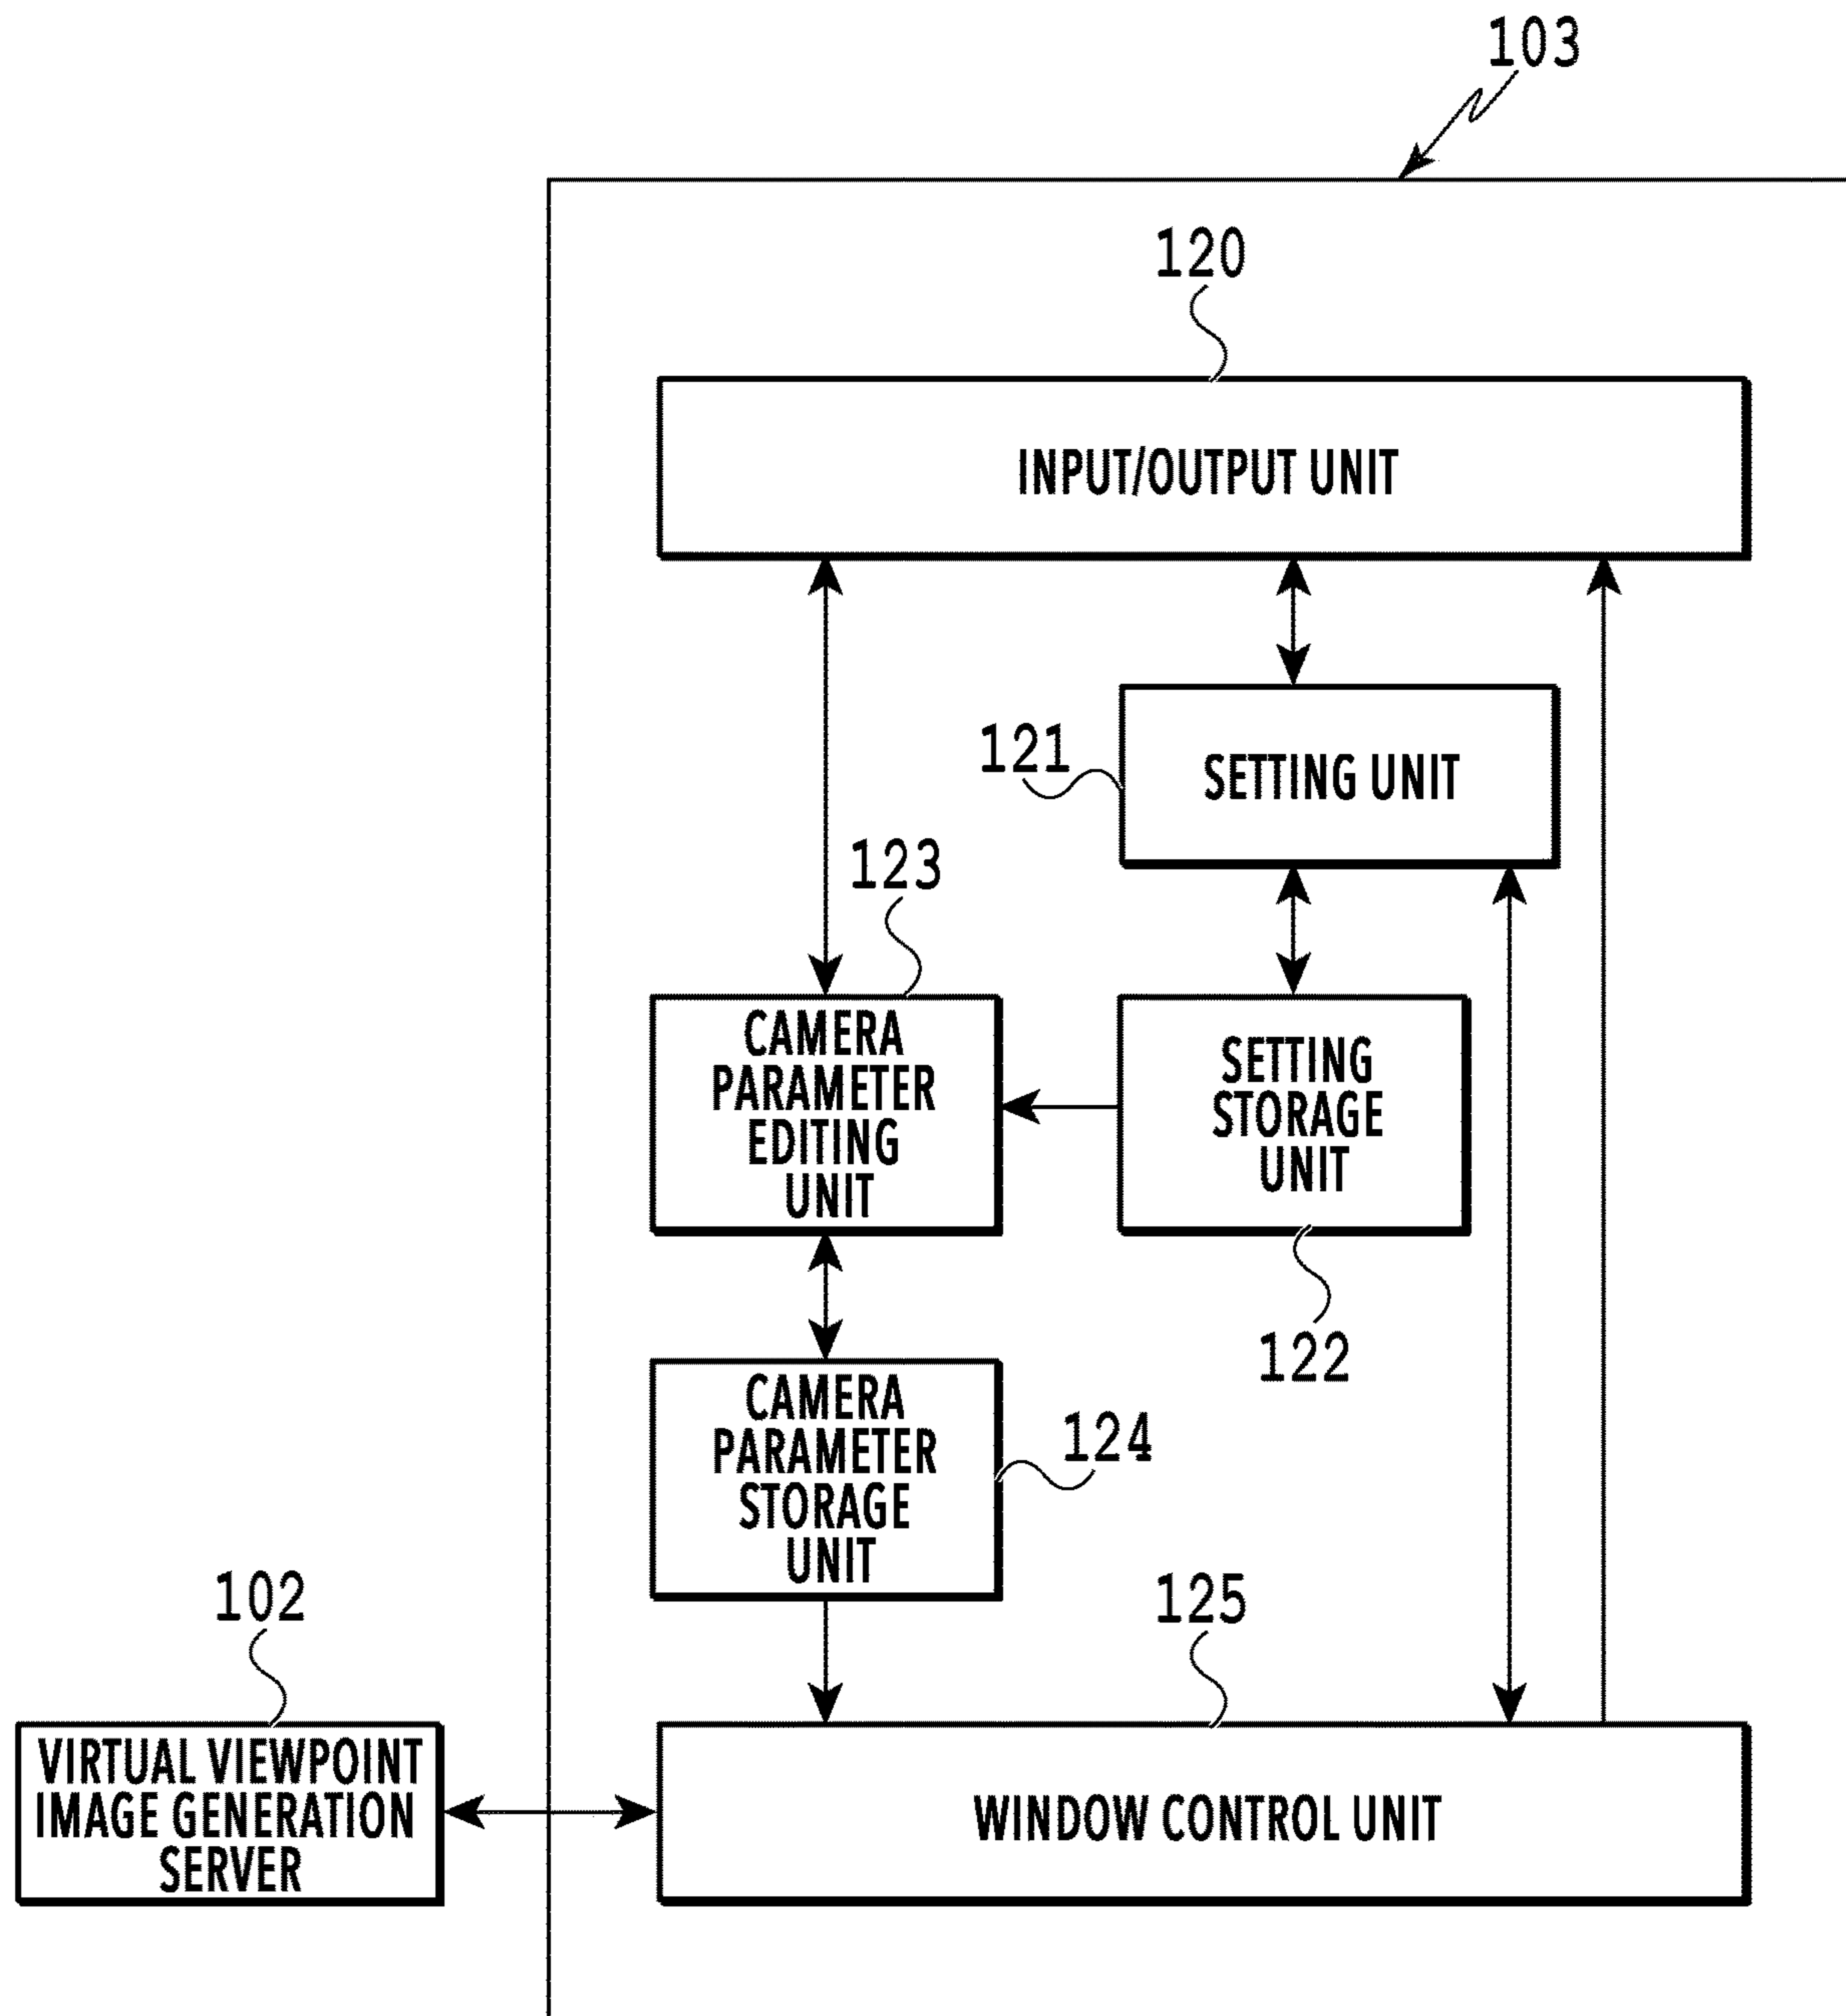 103
120
INPUT/OUTPUT UNIT
121
SETTING UNIT
123
CAMERA
PARAMETER
EDITING
UNIT
SETTING
STORAGE
UNIT
122
CAMERA
PARAMETER
STORAGE
UNIT
124
102
125
VIRTUAL VIEWPOINT
IMAGE GENERATION
SERVER
WINDOW CONTROL UNIT